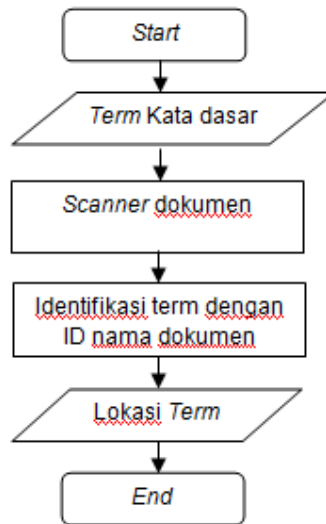 Start
Term Kata dasar
Scanner dokumen
Identifikasi term dengan
ID nama dokumen
Lokasi Term
End